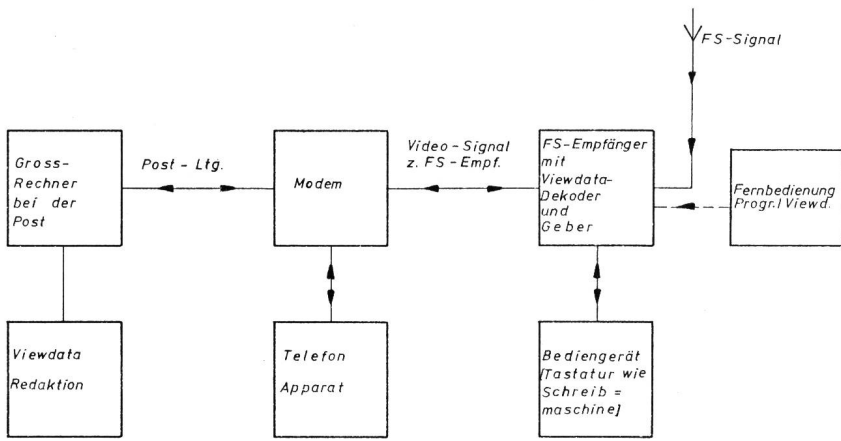 FS-Signal
Gross-
Rechner
bei der
Post
Post - Ltg.
Modem
Video - Signal
z. FS - Empf.
FS-Empfänger
mit
Viewdata-
Dekoder
und
Geber
Fernbedienung
Progr./Viewd.
Viewdata
Redaktion
Telefon
Apparat
Bediengerät
[Tastatur wie
Schreib =
maschine]